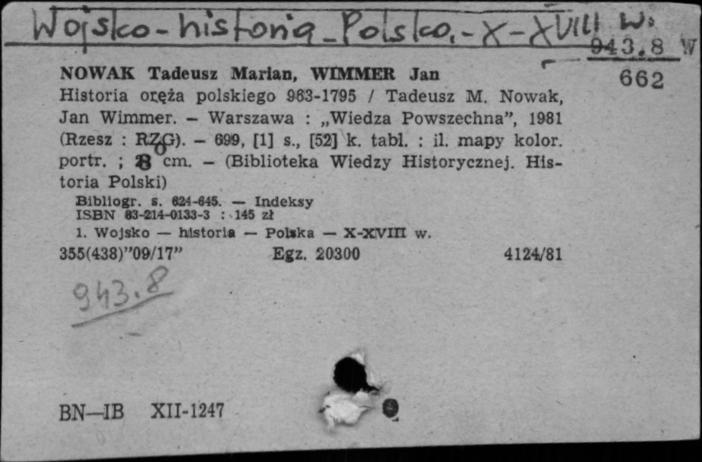 Wojsko - historia - Polska. - X - XVIII w.
943.8 W
662
NOWAK Tadeusz Marian, WIMMER Jan
Historia oręża polskiego 963-1795 / Tadeusz M. Nowak,
Jan Wimmer. — Warszawa : „Wiedza Powszechna”, 1981
(Rzesz : RZG). — 699, [1] s., [52] k. tabl. : il. mapy kolor.
portr. ; cm. — (Biblioteka Wiedzy Historycznej. His-
toria Polski)
Bibliogr. s. 624-645. — Indeksy
ISBN 83-214-0133-3 : 145 zł
1. Wojsko — historia — Polska — X-XVIII w.
355(438)”09/17” Egz. 20300 4124/81
943.8
BN—IB XII-1247